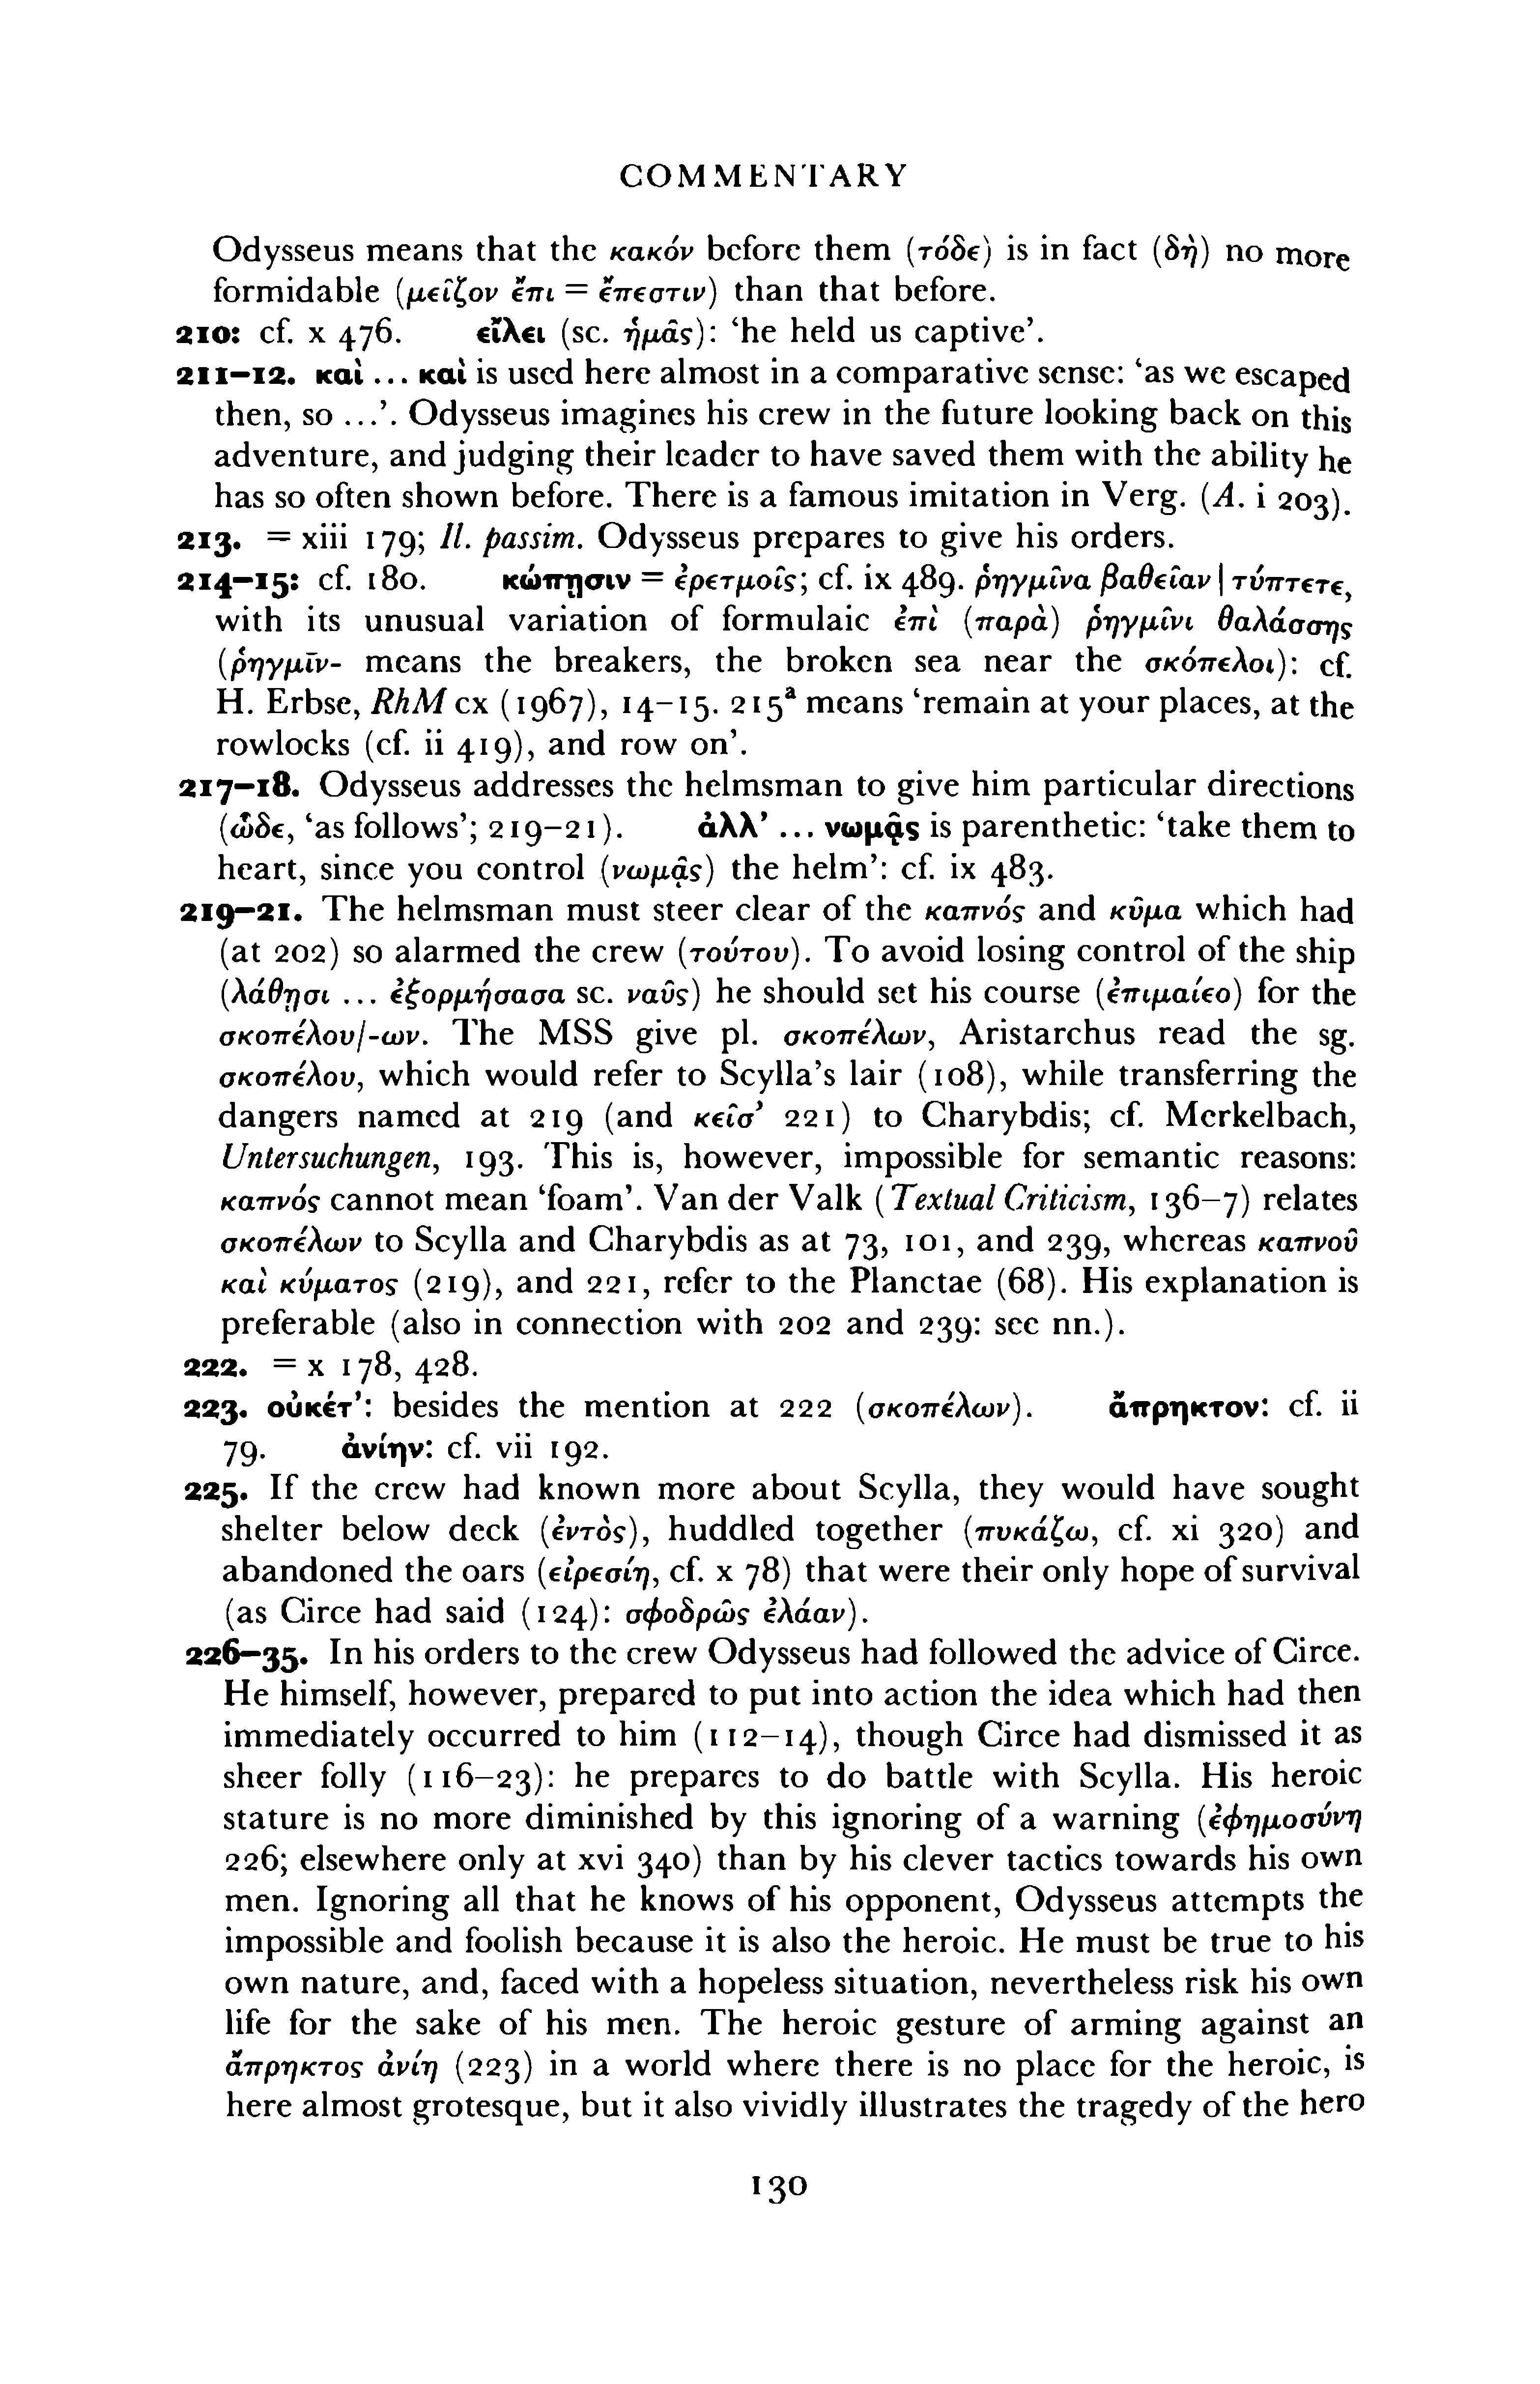 COMMENTARY
Odysseus means that the κακόν before them (τόδε) is in fact (δή) no more
formidable (μεῖζον ἔπι = ἔπεστιν) than that before.
210: cf. x 476. εἴλει (sc. ἡμᾶς): ‘he held us captive’.
211–12. καὶ ... καὶ is used here almost in a comparative sense: ‘as we escaped
then, so ...’. Odysseus imagines his crew in the future looking back on this
adventure, and judging their leader to have saved them with the ability he
has so often shown before. There is a famous imitation in Verg. (A. i 203).
213. = xiii 179; Il. passim. Odysseus prepares to give his orders.
214–15: cf. 180. κώπῃσιν = ἐρετμοῖς; cf. ix 489. ῥηγμῖνα βαθεῖαν | τύπτετε,
with its unusual variation of formulaic ἐπὶ (παρὰ) ῥηγμῖνι θαλάσσης
(ῥηγμῖν- means the breakers, the broken sea near the σκόπελοι): cf.
H. Erbse, RhM cx (1967), 14–15. 215ª means ‘remain at your places, at the
rowlocks (cf. ii 419), and row on’.
217–18. Odysseus addresses the helmsman to give him particular directions
(ὧδε, ‘as follows’; 219–21). ἀλλ’ ... νωμᾷς is parenthetic: ‘take them to
heart, since you control (νωμᾷς) the helm’: cf. ix 483.
219–21. The helmsman must steer clear of the καπνός and κῦμα which had
(at 202) so alarmed the crew (τούτου). To avoid losing control of the ship
(λάθῃσι ... ἐξορμήσασα sc. ναῦς) he should set his course (ἐπιμαίεο) for the
σκοπέλου/-ων. The MSS give pl. σκοπέλων, Aristarchus read the sg.
σκοπέλου, which would refer to Scylla’s lair (108), while transferring the
dangers named at 219 (and κεῖσ’ 221) to Charybdis; cf. Merkelbach,
Untersuchungen, 193. This is, however, impossible for semantic reasons:
καπνός cannot mean ‘foam’. Van der Valk (Textual Criticism, 136–7) relates
σκοπέλων to Scylla and Charybdis as at 73, 101, and 239, whereas καπνοῦ
καὶ κύματος (219), and 221, refer to the Planctae (68). His explanation is
preferable (also in connection with 202 and 239: see nn.).
222. = x 178, 428.
223. οὐκέτ’: besides the mention at 222 (σκοπέλων). ἄπρηκτον: cf. ii
79. ἀνίην: cf. vii 192.
225. If the crew had known more about Scylla, they would have sought
shelter below deck (ἐντὸς), huddled together (πυκάζω, cf. xi 320) and
abandoned the oars (εἰρεσίη, cf. x 78) that were their only hope of survival
(as Circe had said (124): σφοδρῶς ἐλάαν).
226–35. In his orders to the crew Odysseus had followed the advice of Circe.
He himself, however, prepared to put into action the idea which had then
immediately occurred to him (112–14), though Circe had dismissed it as
sheer folly (116–23): he prepares to do battle with Scylla. His heroic
stature is no more diminished by this ignoring of a warning (ἐφημοσύνη
226; elsewhere only at xvi 340) than by his clever tactics towards his own
men. Ignoring all that he knows of his opponent, Odysseus attempts the
impossible and foolish because it is also the heroic. He must be true to his
own nature, and, faced with a hopeless situation, nevertheless risk his own
life for the sake of his men. The heroic gesture of arming against an
ἄπρηκτος ἀνίη (223) in a world where there is no place for the heroic, is
here almost grotesque, but it also vividly illustrates the tragedy of the hero
130